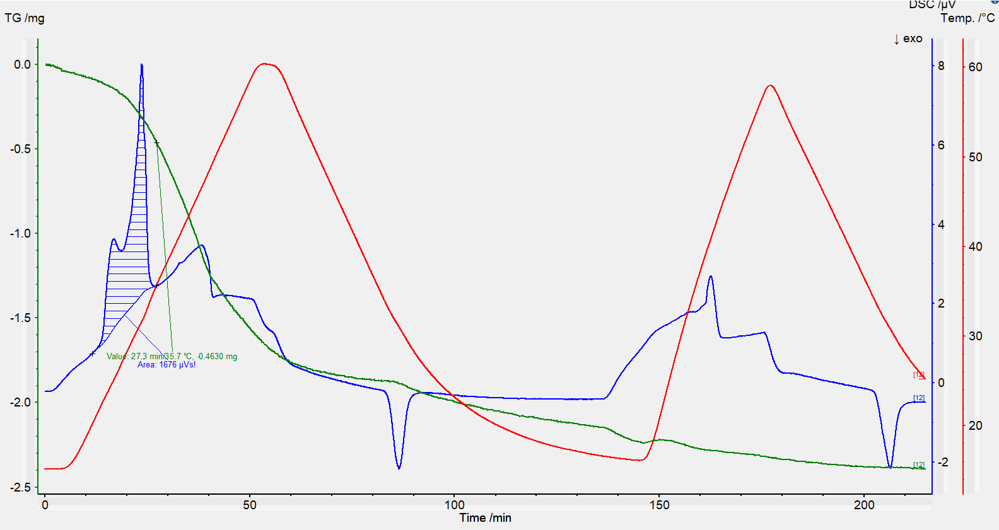 DSC /µV
TG /mg
Temp. /°C
↓ exo
0.0
8
60
-0.5
6
50
-1.0
4
40
-1.5
2
30
Value: 27.3 min/35.7 °C, -0.4630 mg
Area: 1676 µVs!
[12]
0
[12]
-2.0
20
-2
[12]
-2.5
0 50 100 150 200
Time /min